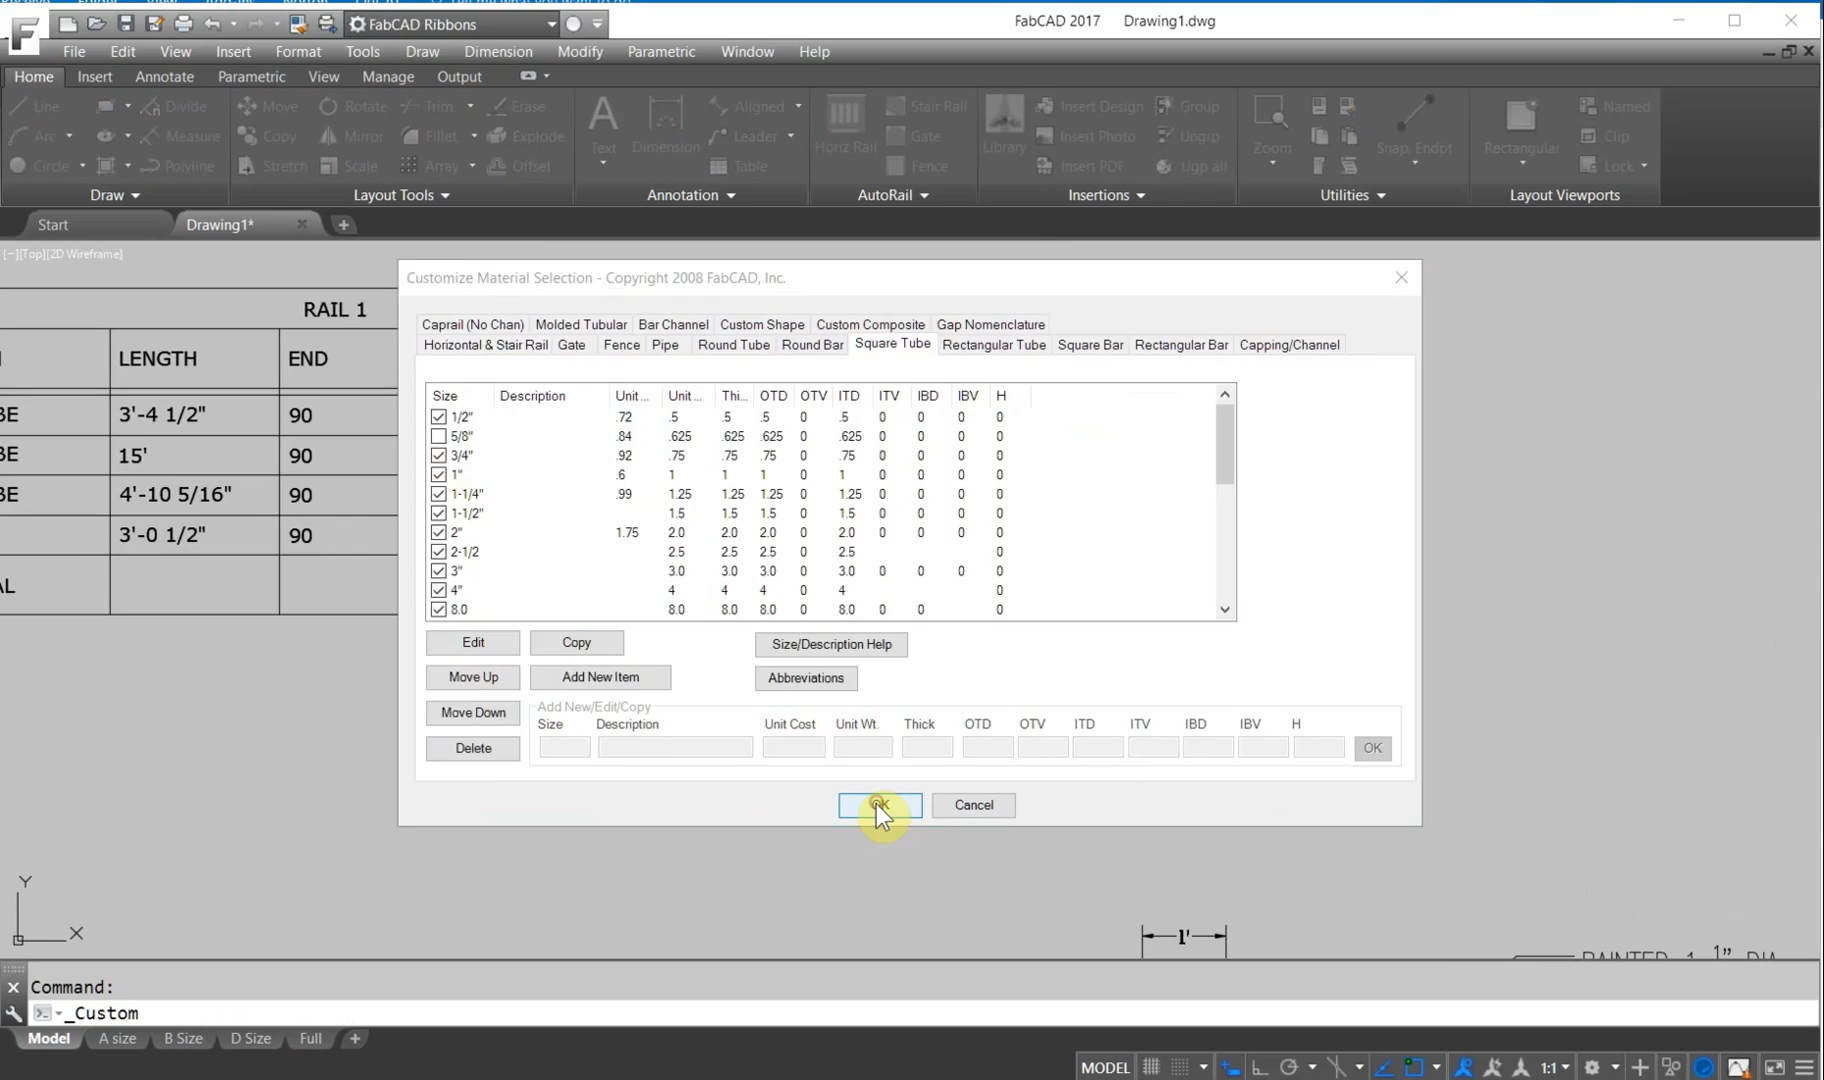 FabCAD Ribbons
FabCAD 2017 Drawing1.dwg
File Edit View Insert Format Tools Draw Dimension Modify Parametric Window Help
Home Insert Annotate Parametric View Manage Output
Line Divide Move Rotate Trim Erase Aligned Stair Rail Insert Design Group Named
Arc Measure Copy Mirror Fillet Explode Text Dimension Leader Horiz Rail Gate Library Insert Photo Ungrp Zoom Snap, Endpt Rectangular Clip
Circle Polyline Stretch Scale Array Offset Table Fence Insert PDF Ugp all Lock
Draw Layout Tools Annotation AutoRail Insertions Utilities Layout Viewports
Start Drawing1*
[−][Top][2D Wireframe]
Customize Material Selection - Copyright 2008 FabCAD, Inc.
RAIL 1
Caprail (No Chan) Molded Tubular Bar Channel Custom Shape Custom Composite Gap Nomenclature
Horizontal & Stair Rail Gate Fence Pipe Round Tube Round Bar Square Tube Rectangular Tube Square Bar Rectangular Bar Capping/Channel
LENGTH END
BE 3'-4 1/2" 90
BE 15' 90
BE 4'-10 5/16" 90
3'-0 1/2" 90
AL
Size Description Unit ... Unit ... Thi... OTD OTV ITD ITV IBD IBV H
1/2" .72 .5 .5 .5 0 .5 0 0 0 0
5/8" .84 .625 .625 .625 0 .625 0 0 0 0
3/4" .92 .75 .75 .75 0 .75 0 0 0 0
1" .6 1 1 1 0 1 0 0 0 0
1-1/4" .99 1.25 1.25 1.25 0 1.25 0 0 0 0
1-1/2" 1.5 1.5 1.5 0 1.5 0 0 0 0
2" 1.75 2.0 2.0 2.0 0 2.0 0 0 0 0
2-1/2 2.5 2.5 2.5 0 2.5 0
3" 3.0 3.0 3.0 0 3.0 0 0 0 0
4" 4 4 4 0 4 0
8.0 8.0 8.0 8.0 0 8.0 0 0 0
Edit Copy Size/Description Help
Move Up Add New Item Abbreviations
Move Down Add New/Edit/Copy
Size Description Unit Cost Unit Wt. Thick OTD OTV ITD ITV IBD IBV H
Delete OK
OK Cancel
Y
X
1'
Command:
_Custom
Model A size B Size D Size Full
MODEL 1:1